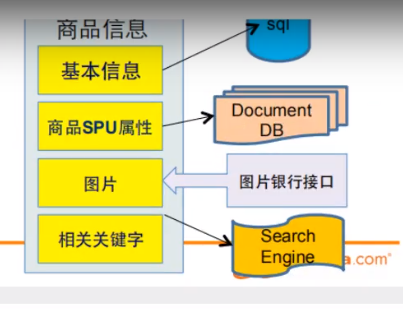 商品信息
sql
基本信息
商品SPU属性
Document
DB
图片
图片银行接口
相关关键字
Search
Engine
a.com